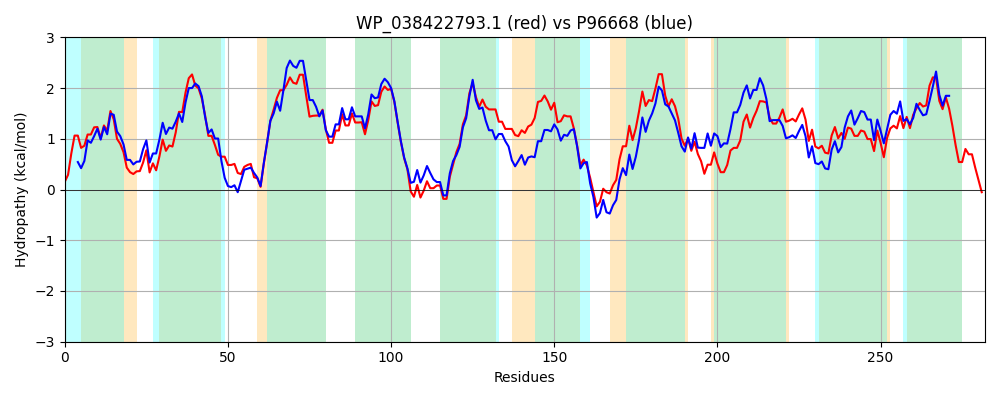 WP_038422793.1 (red) vs P96668 (blue)
Hydropathy (kcal/mol)
3
2
1
0
−1
−2
−3
0 50 100 150 200 250
Residues